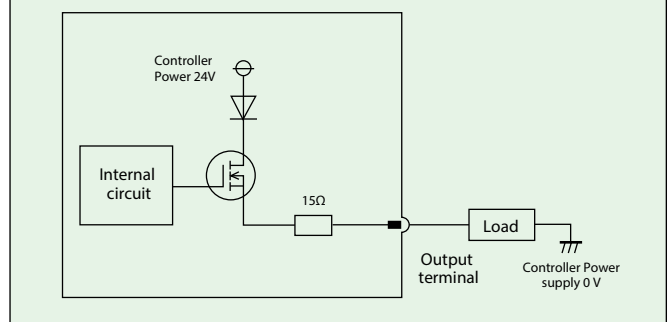 Controller
Power 24V
Internal
circuit
15Ω
Load
Output
terminal
Controller Power
supply 0 V